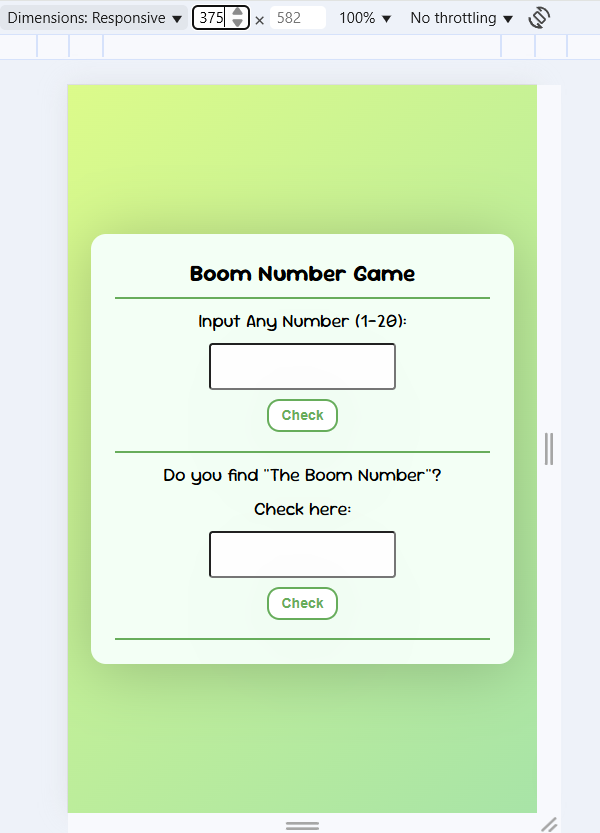 Dimensions: Responsive 375 × 582 100% No throttling
Boom Number Game
Input Any Number (1-20):
Check
Do you find "The Boom Number"?
Check here:
Check